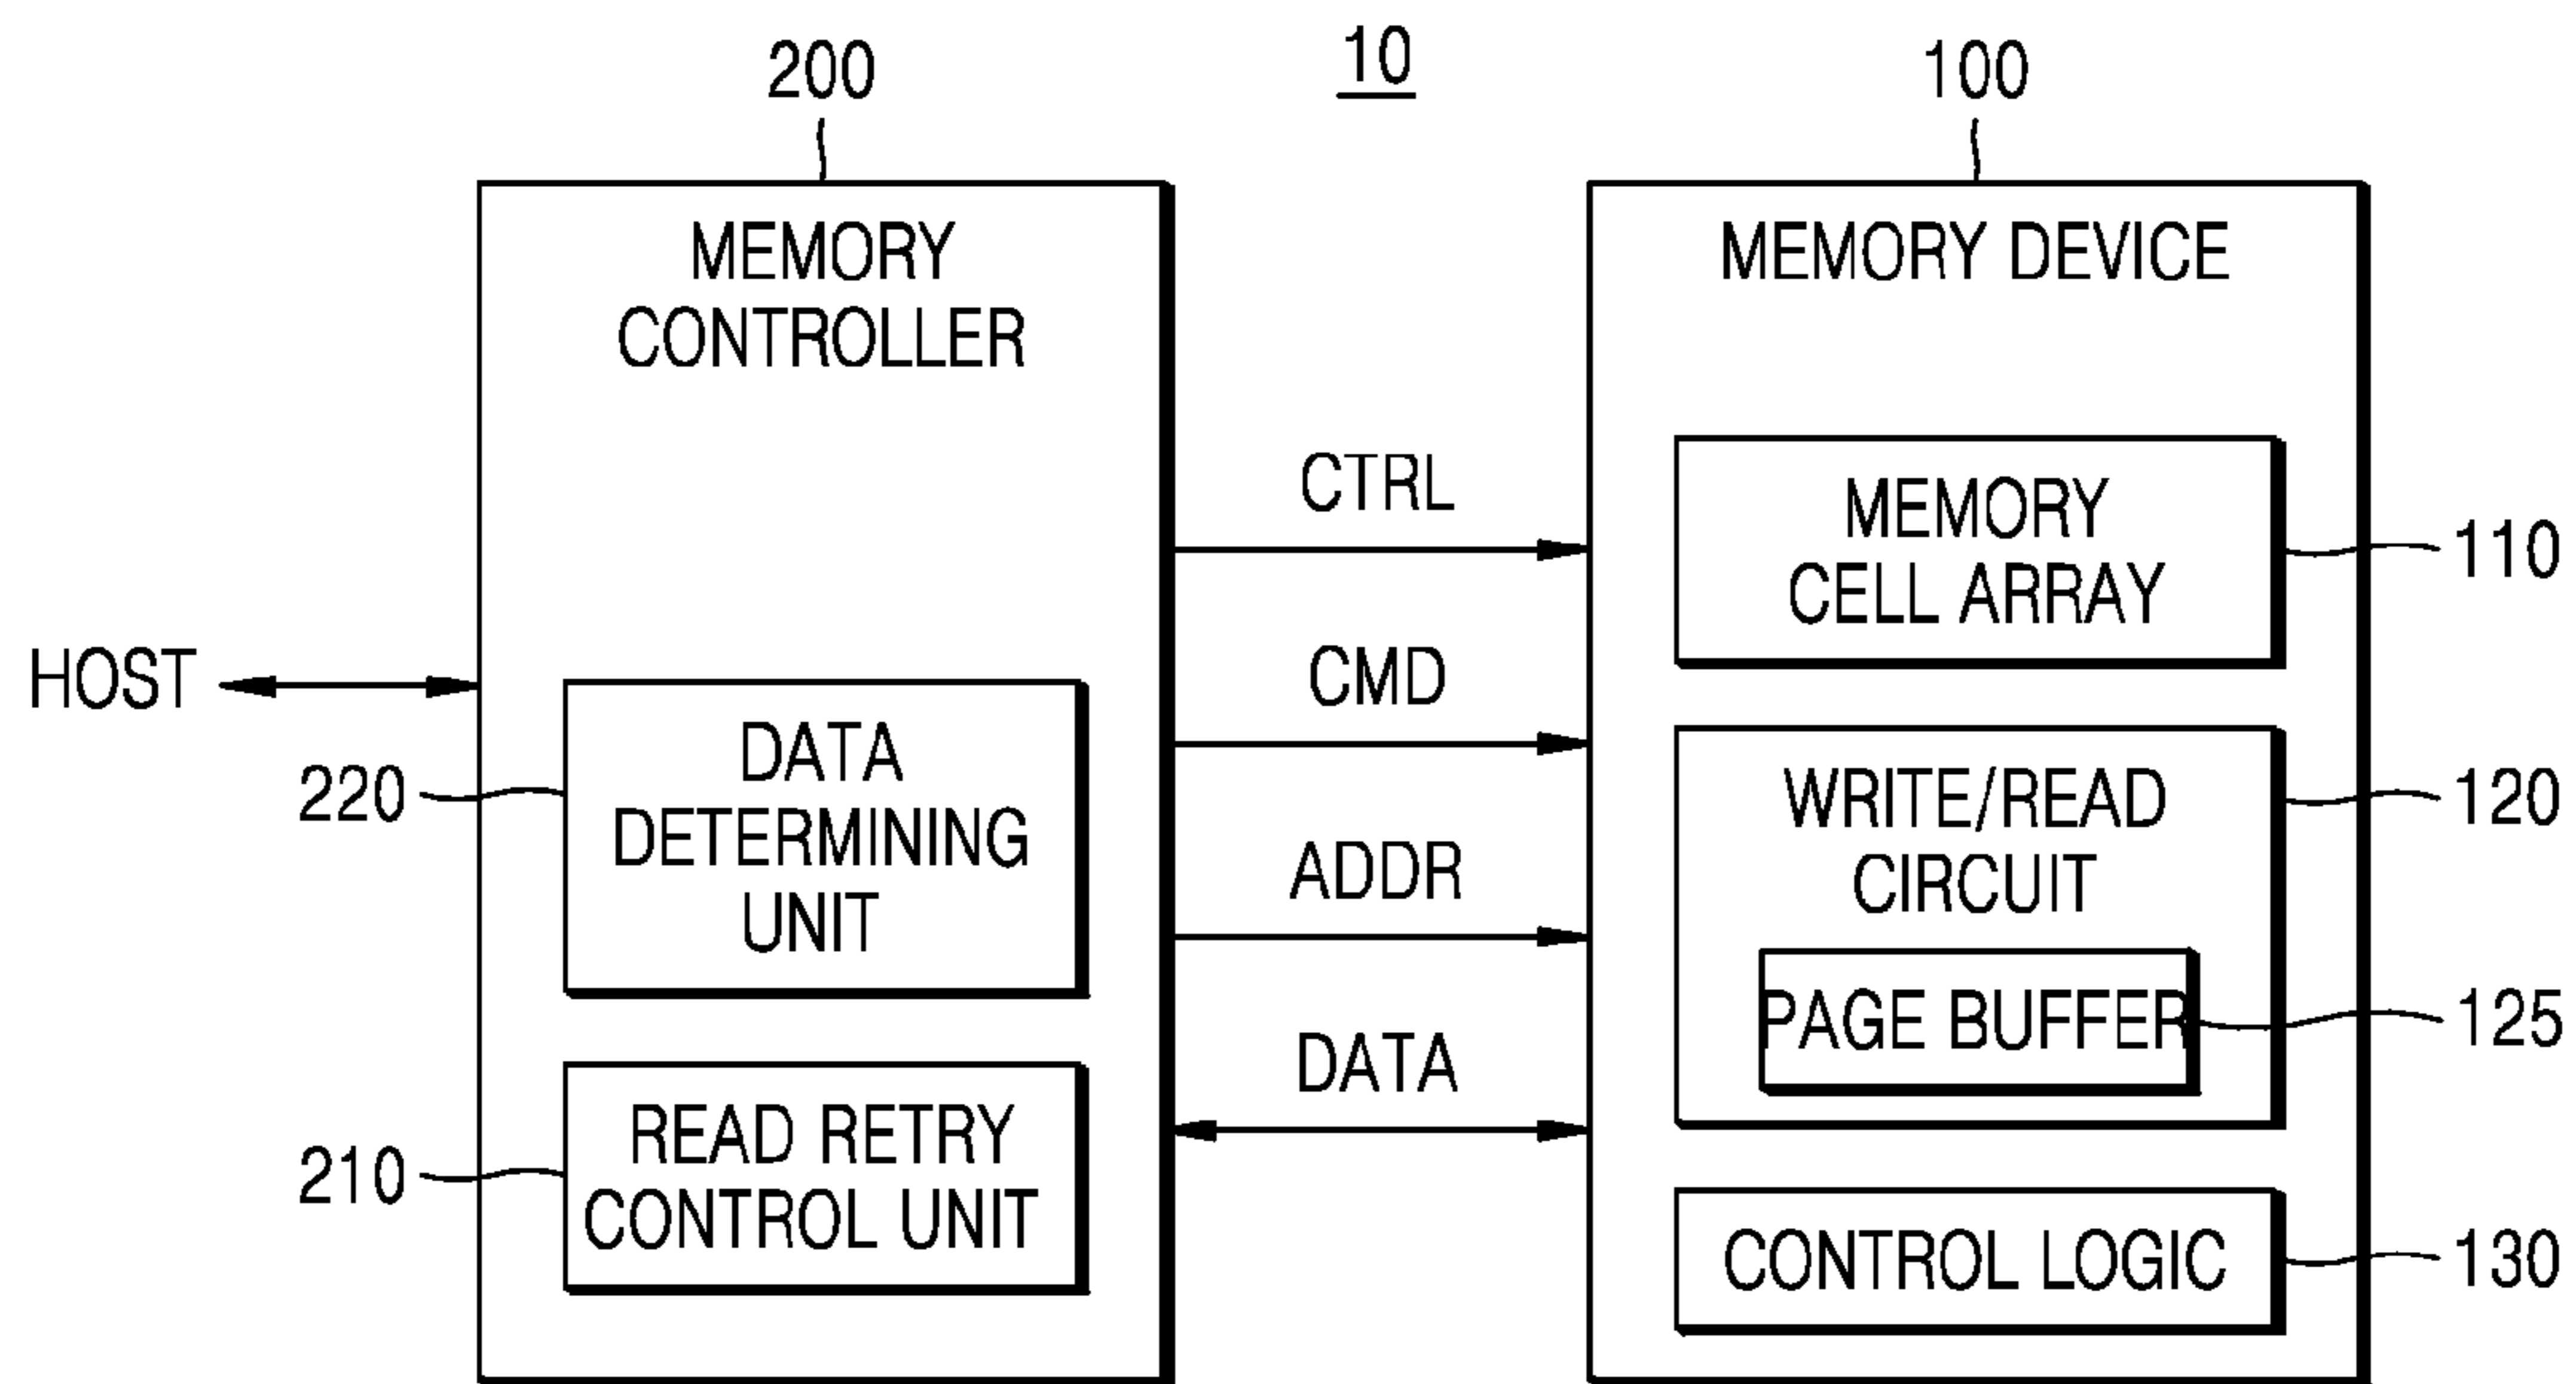 10
200
100
MEMORY
CONTROLLER
MEMORY DEVICE
CTRL
MEMORY
CELL ARRAY
110
HOST
CMD
220
DATA
DETERMINING
UNIT
WRITE/READ
CIRCUIT
120
ADDR
PAGE BUFFER
125
DATA
210
READ RETRY
CONTROL UNIT
CONTROL LOGIC
130